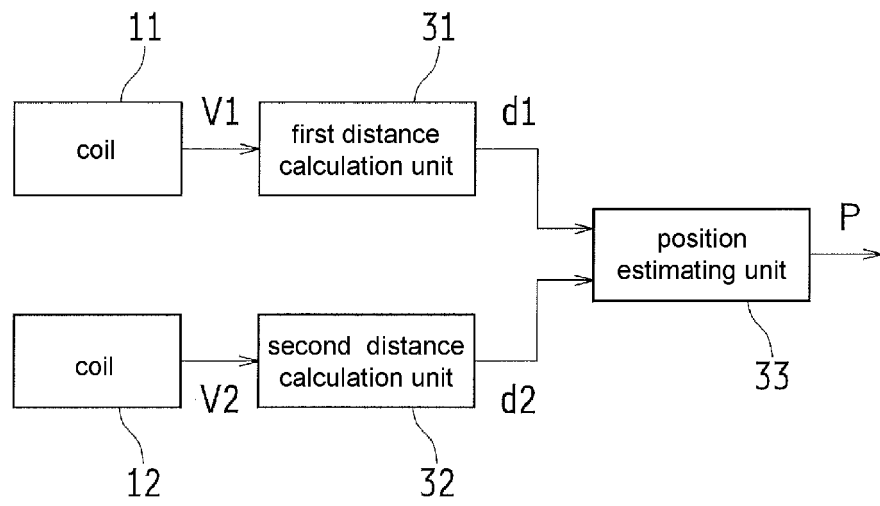 11
31
coil
V1
first distance
calculation unit
d1
position
estimating unit
P
33
coil
V2
second distance
calculation unit
d2
12
32